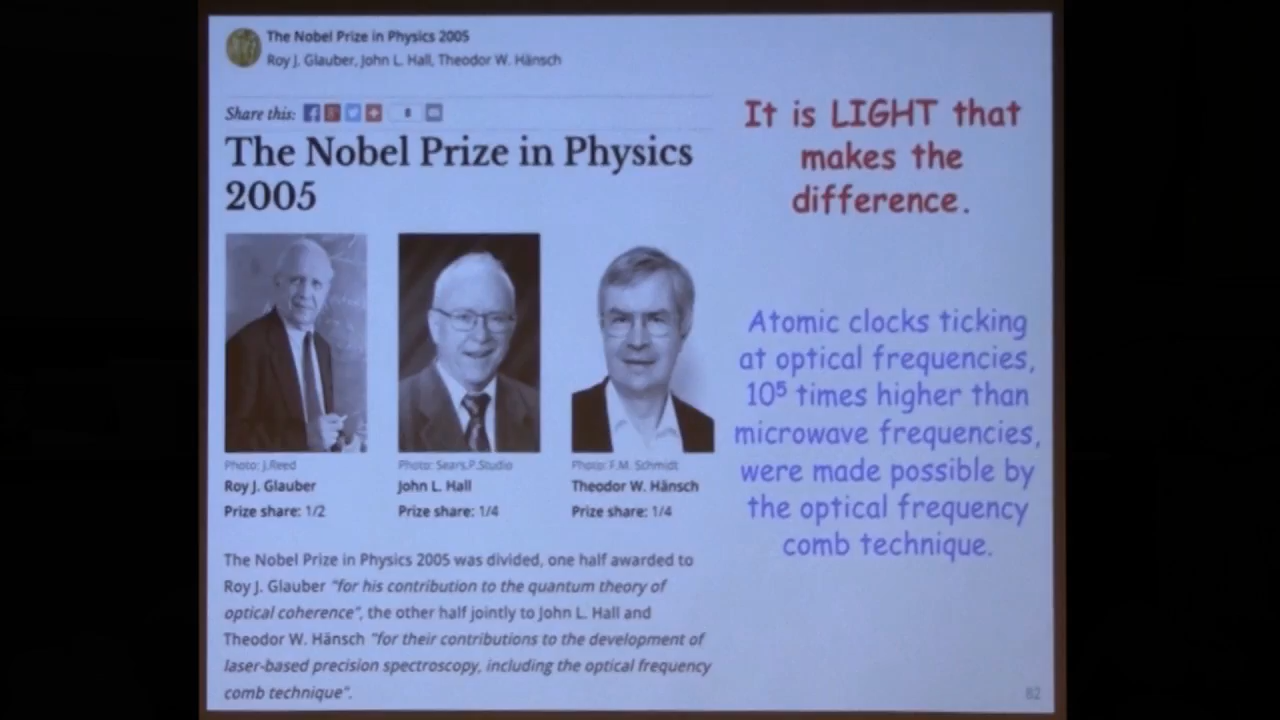 The Nobel Prize in Physics 2005
Roy J. Glauber, John L. Hall, Theodor W. Hänsch
Share this:
8
The Nobel Prize in Physics
2005
Photo: J.Reed
Roy J. Glauber
Prize share: 1/2
Photo: Sears.P.Studio
John L. Hall
Prize share: 1/4
Photo: F.M. Schmidt
Theodor W. Hänsch
Prize share: 1/4
The Nobel Prize in Physics 2005 was divided, one half awarded to
Roy J. Glauber "for his contribution to the quantum theory of
optical coherence", the other half jointly to John L. Hall and
Theodor W. Hänsch "for their contributions to the development of
laser-based precision spectroscopy, including the optical frequency
comb technique".
It is LIGHT that
makes the
difference.
Atomic clocks ticking
at optical frequencies,
10⁵ times higher than
microwave frequencies,
were made possible by
the optical frequency
comb technique.
82